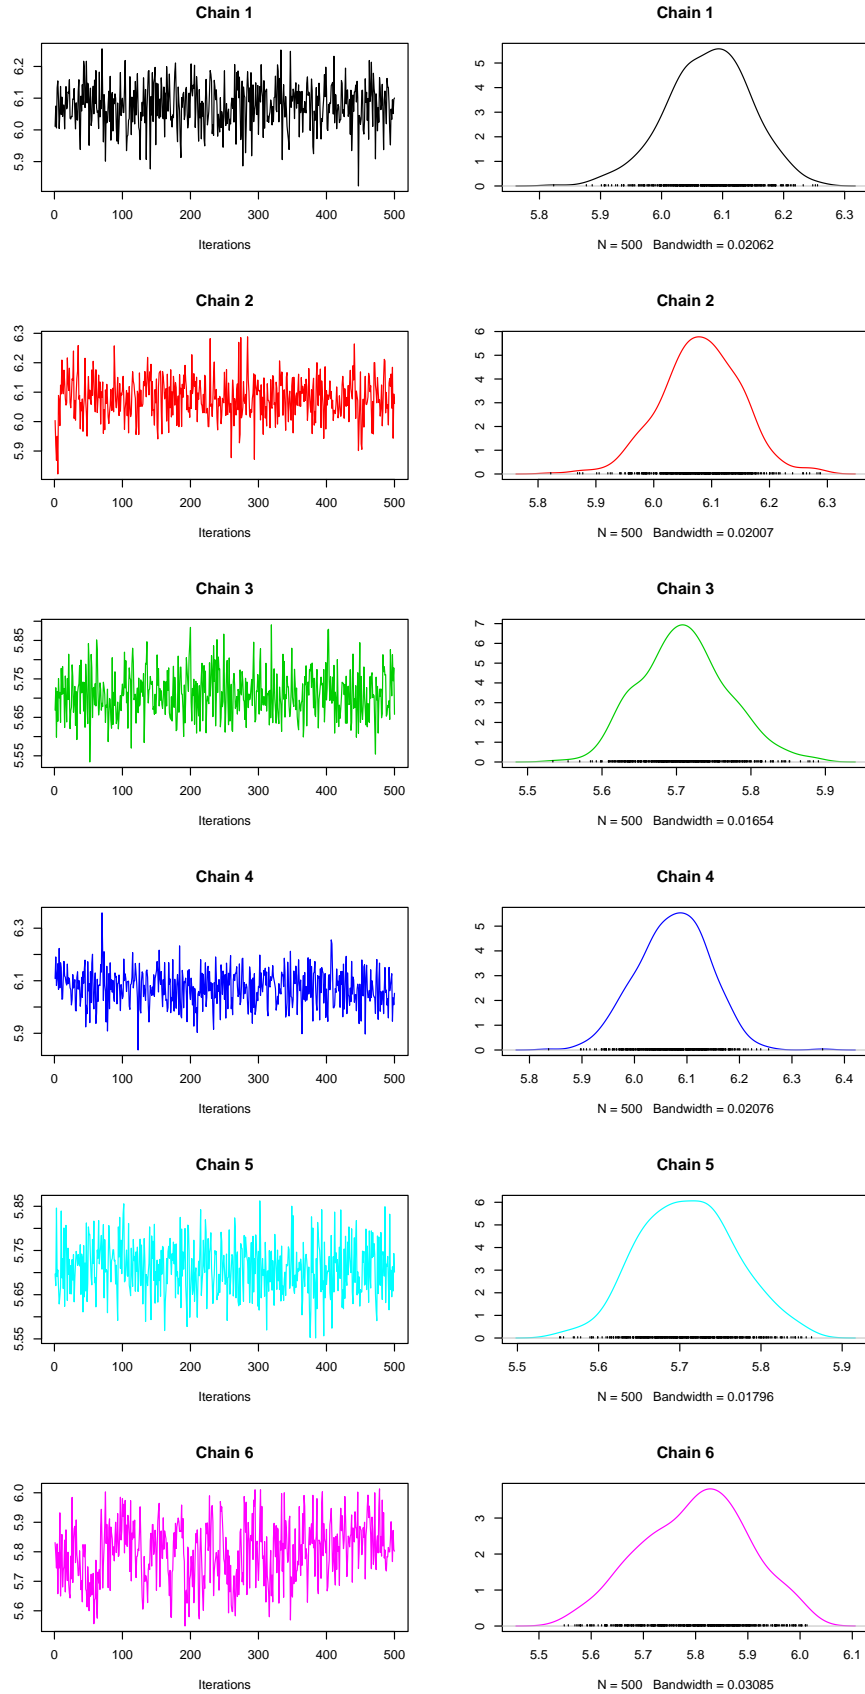 Chain 1
5.9 6.0 6.1 6.2
0 100 200 300 400 500
Iterations
Chain 1
0 1 2 3 4 5
5.8 5.9 6.0 6.1 6.2 6.3
N = 500 Bandwidth = 0.02062
Chain 2
5.9 6.0 6.1 6.2 6.3
0 100 200 300 400 500
Iterations
Chain 2
0 1 2 3 4 5 6
5.8 5.9 6.0 6.1 6.2 6.3
N = 500 Bandwidth = 0.02007
Chain 3
5.55 5.65 5.75 5.85
0 100 200 300 400 500
Iterations
Chain 3
0 1 2 3 4 5 6 7
5.5 5.6 5.7 5.8 5.9
N = 500 Bandwidth = 0.01654
Chain 4
5.9 6.1 6.3
0 100 200 300 400 500
Iterations
Chain 4
0 1 2 3 4 5
5.8 5.9 6.0 6.1 6.2 6.3 6.4
N = 500 Bandwidth = 0.02076
Chain 5
5.55 5.65 5.75 5.85
0 100 200 300 400 500
Iterations
Chain 5
0 1 2 3 4 5 6
5.5 5.6 5.7 5.8 5.9
N = 500 Bandwidth = 0.01796
Chain 6
5.6 5.7 5.8 5.9 6.0
0 100 200 300 400 500
Iterations
Chain 6
0 1 2 3
5.5 5.6 5.7 5.8 5.9 6.0 6.1
N = 500 Bandwidth = 0.03085